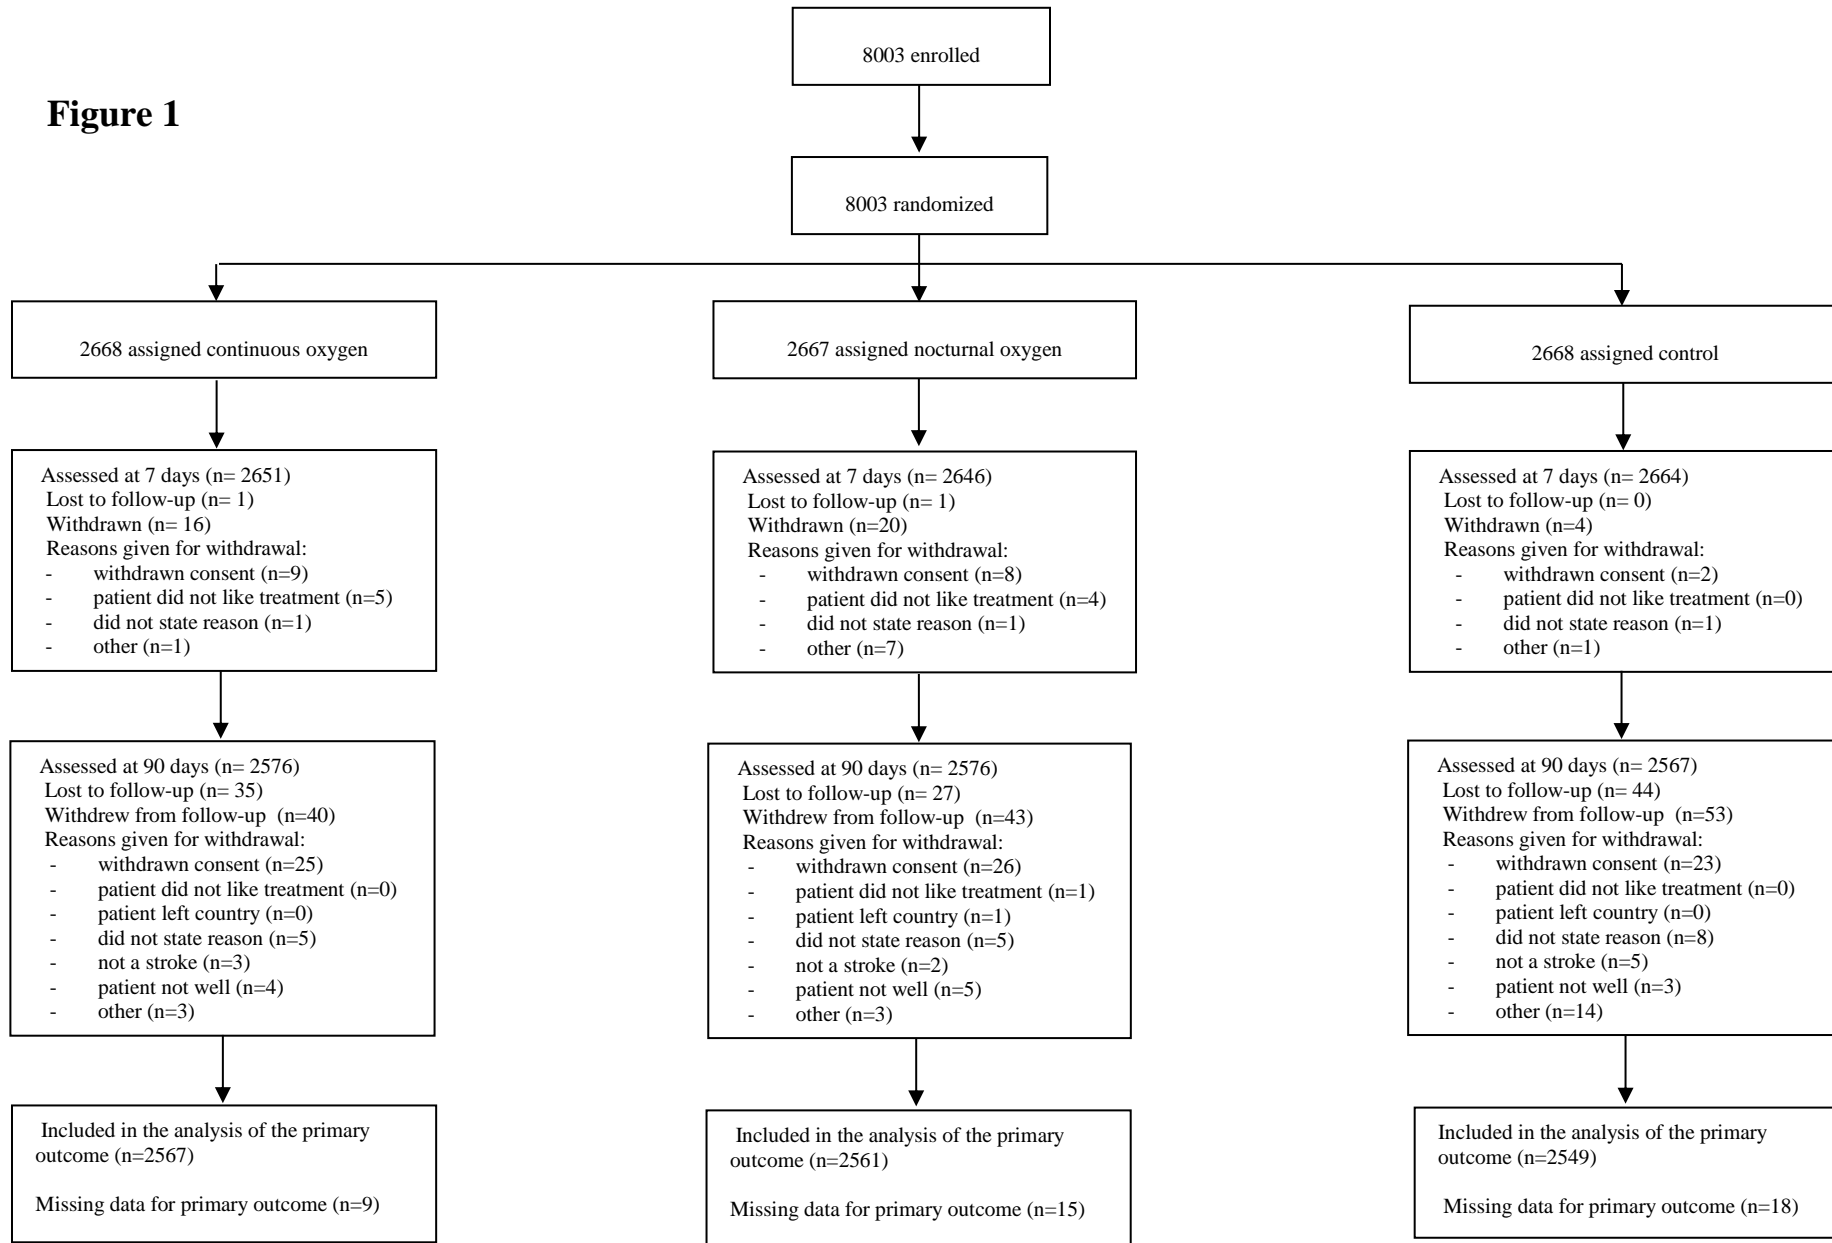 8003 enrolled
Figure 1
8003 randomized
2668 assigned continuous oxygen
2667 assigned nocturnal oxygen
2668 assigned control
Assessed at 7 days (n= 2651)
Lost to follow-up (n= 1)
Withdrawn (n= 16)
Reasons given for withdrawal:
- withdrawn consent (n=9)
- patient did not like treatment (n=5)
- did not state reason (n=1)
- other (n=1)
Assessed at 7 days (n= 2646)
Lost to follow-up (n= 1)
Withdrawn (n=20)
Reasons given for withdrawal:
- withdrawn consent (n=8)
- patient did not like treatment (n=4)
- did not state reason (n=1)
- other (n=7)
Assessed at 7 days (n= 2664)
Lost to follow-up (n= 0)
Withdrawn (n=4)
Reasons given for withdrawal:
- withdrawn consent (n=2)
- patient did not like treatment (n=0)
- did not state reason (n=1)
- other (n=1)
Assessed at 90 days (n= 2576)
Lost to follow-up (n= 35)
Withdrew from follow-up (n=40)
Reasons given for withdrawal:
- withdrawn consent (n=25)
- patient did not like treatment (n=0)
- patient left country (n=0)
- did not state reason (n=5)
- not a stroke (n=3)
- patient not well (n=4)
- other (n=3)
Assessed at 90 days (n= 2576)
Lost to follow-up (n= 27)
Withdrew from follow-up (n=43)
Reasons given for withdrawal:
- withdrawn consent (n=26)
- patient did not like treatment (n=1)
- patient left country (n=1)
- did not state reason (n=5)
- not a stroke (n=2)
- patient not well (n=5)
- other (n=3)
Assessed at 90 days (n= 2567)
Lost to follow-up (n= 44)
Withdrew from follow-up (n=53)
Reasons given for withdrawal:
- withdrawn consent (n=23)
- patient did not like treatment (n=0)
- patient left country (n=0)
- did not state reason (n=8)
- not a stroke (n=5)
- patient not well (n=3)
- other (n=14)
Included in the analysis of the primary
outcome (n=2567)
Missing data for primary outcome (n=9)
Included in the analysis of the primary
outcome (n=2561)
Missing data for primary outcome (n=15)
Included in the analysis of the primary
outcome (n=2549)
Missing data for primary outcome (n=18)